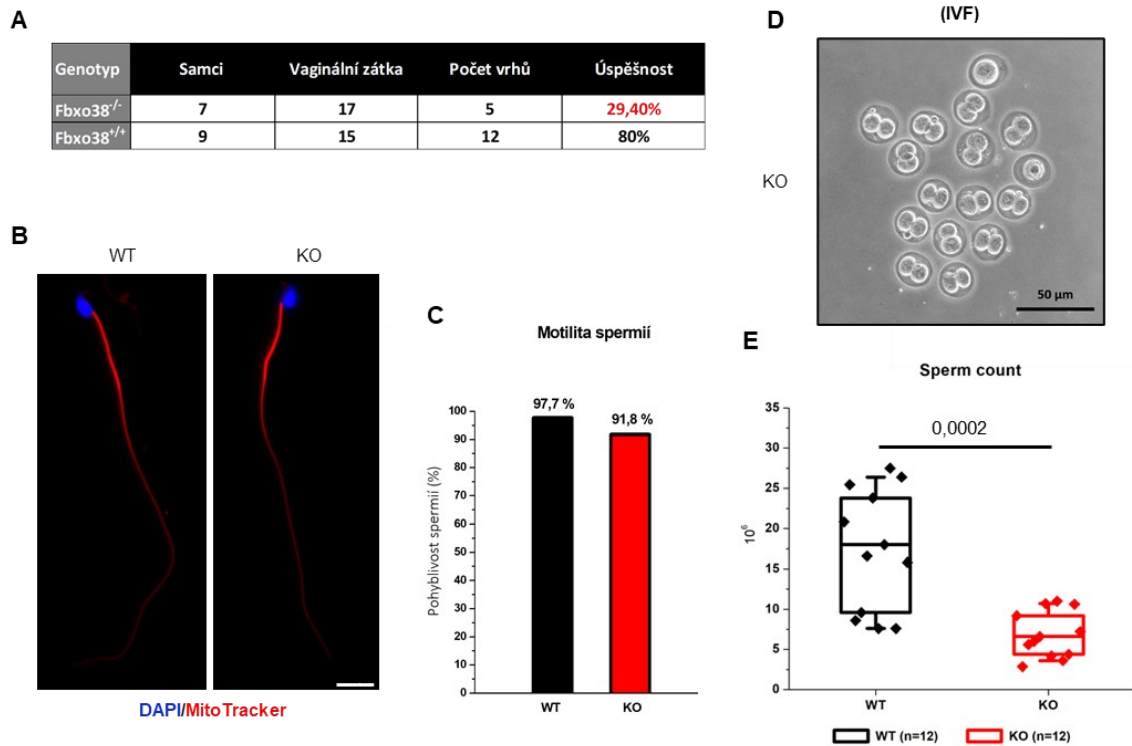 A
Genotyp Samci Vaginální zátka Počet vrhů Úspěšnost
Fbxo38-/- 7 17 5 29,40%
Fbxo38+/+ 9 15 12 80%
B
WT KO
DAPI/MitoTracker
C
Motilita spermií
Pohyblivost spermií (%)
100
90
80
70
60
50
40
30
20
10
0
97,7 %
91,8 %
WT KO
D
(IVF)
KO
50 µm
E
Sperm count
0,0002
10⁶
35
30
25
20
15
10
5
0
WT KO
WT (n=12) KO (n=12)